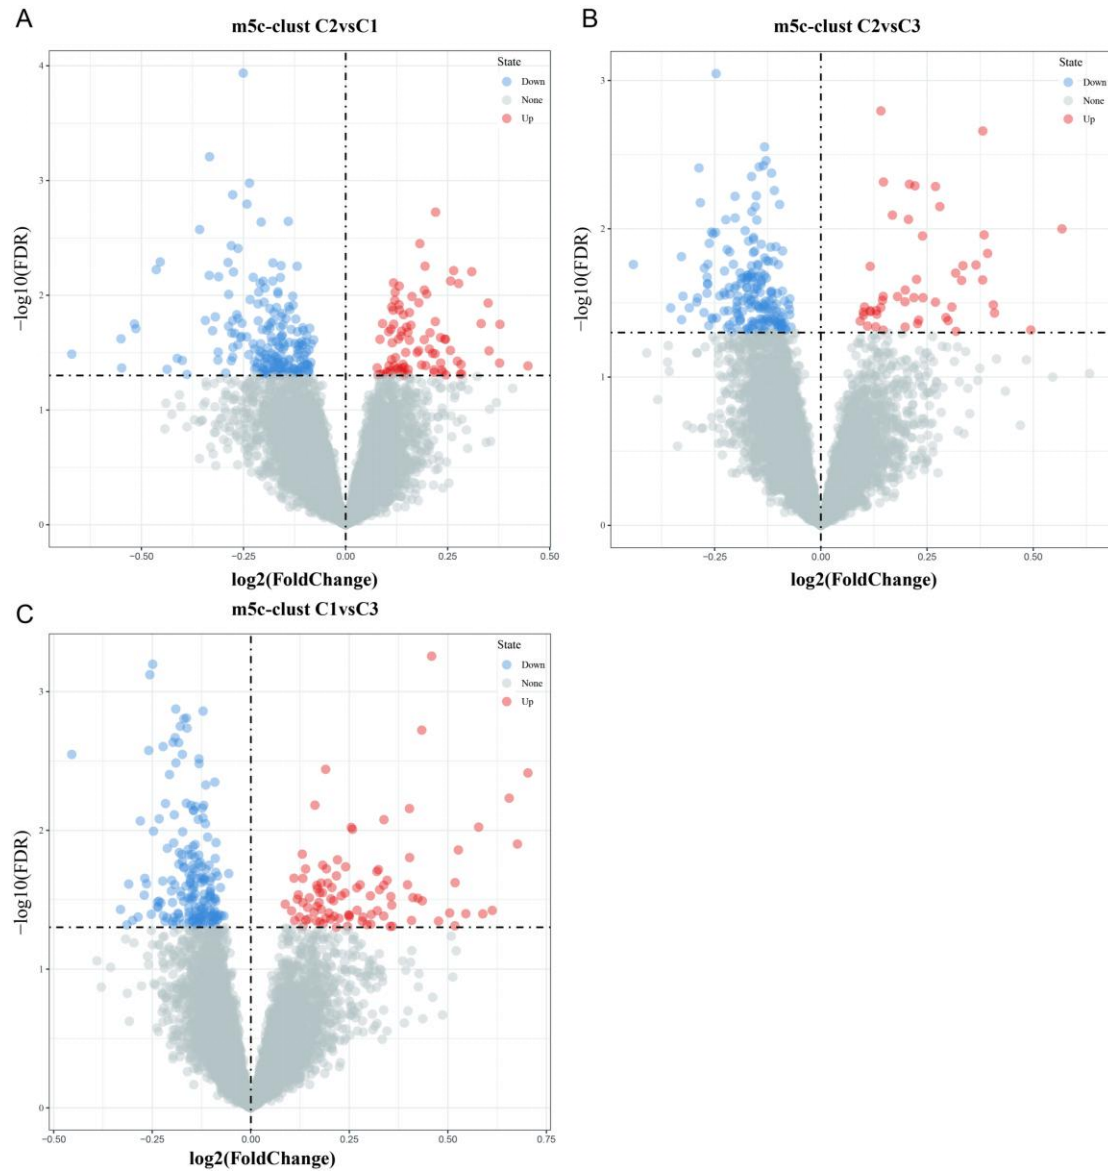 A
m5c-clust C2vsC1
4
3
2
1
0
−log10(FDR)
State
Down
None
Up
−0.50
−0.25
0.00
0.25
0.50
log2(FoldChange)
B
m5c-clust C2vsC3
3
2
1
0
−log10(FDR)
State
Down
None
Up
−0.25
0.00
0.25
0.50
log2(FoldChange)
C
m5c-clust C1vsC3
3
2
1
0
−log10(FDR)
State
Down
None
Up
−0.50
−0.25
0.00
0.25
0.50
0.75
log2(FoldChange)